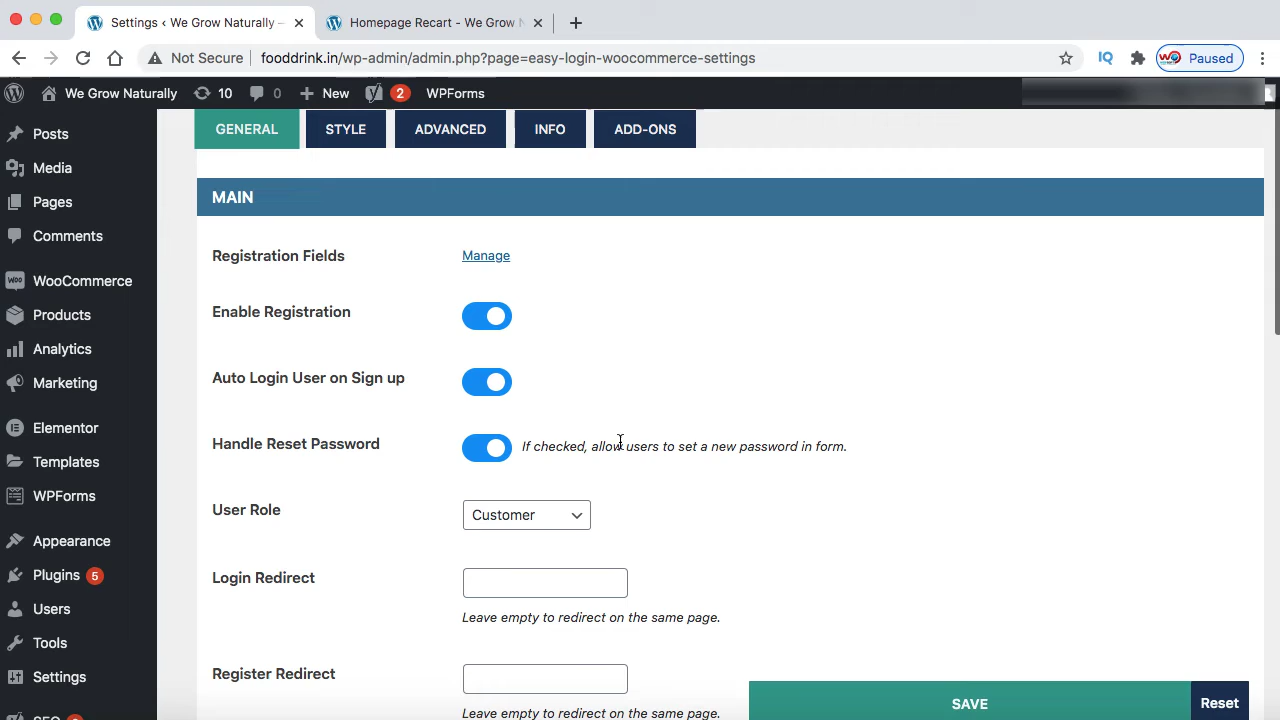 Settings ‹ We Grow Naturally –
Homepage Recart - We Grow N
Not Secure
fooddrink.in/wp-admin/admin.php?page=easy-login-woocommerce-settings
IQ
Paused
We Grow Naturally
10
0
New
2
WPForms
Posts
Media
Pages
Comments
WooCommerce
Products
Analytics
Marketing
Elementor
Templates
WPForms
Appearance
Plugins 5
Users
Tools
Settings
GENERAL
STYLE
ADVANCED
INFO
ADD-ONS
MAIN
Registration Fields
Manage
Enable Registration
Auto Login User on Sign up
Handle Reset Password
If checked, allow users to set a new password in form.
User Role
Customer
Login Redirect
Leave empty to redirect on the same page.
Register Redirect
Leave empty to redirect on the same page.
SAVE
Reset